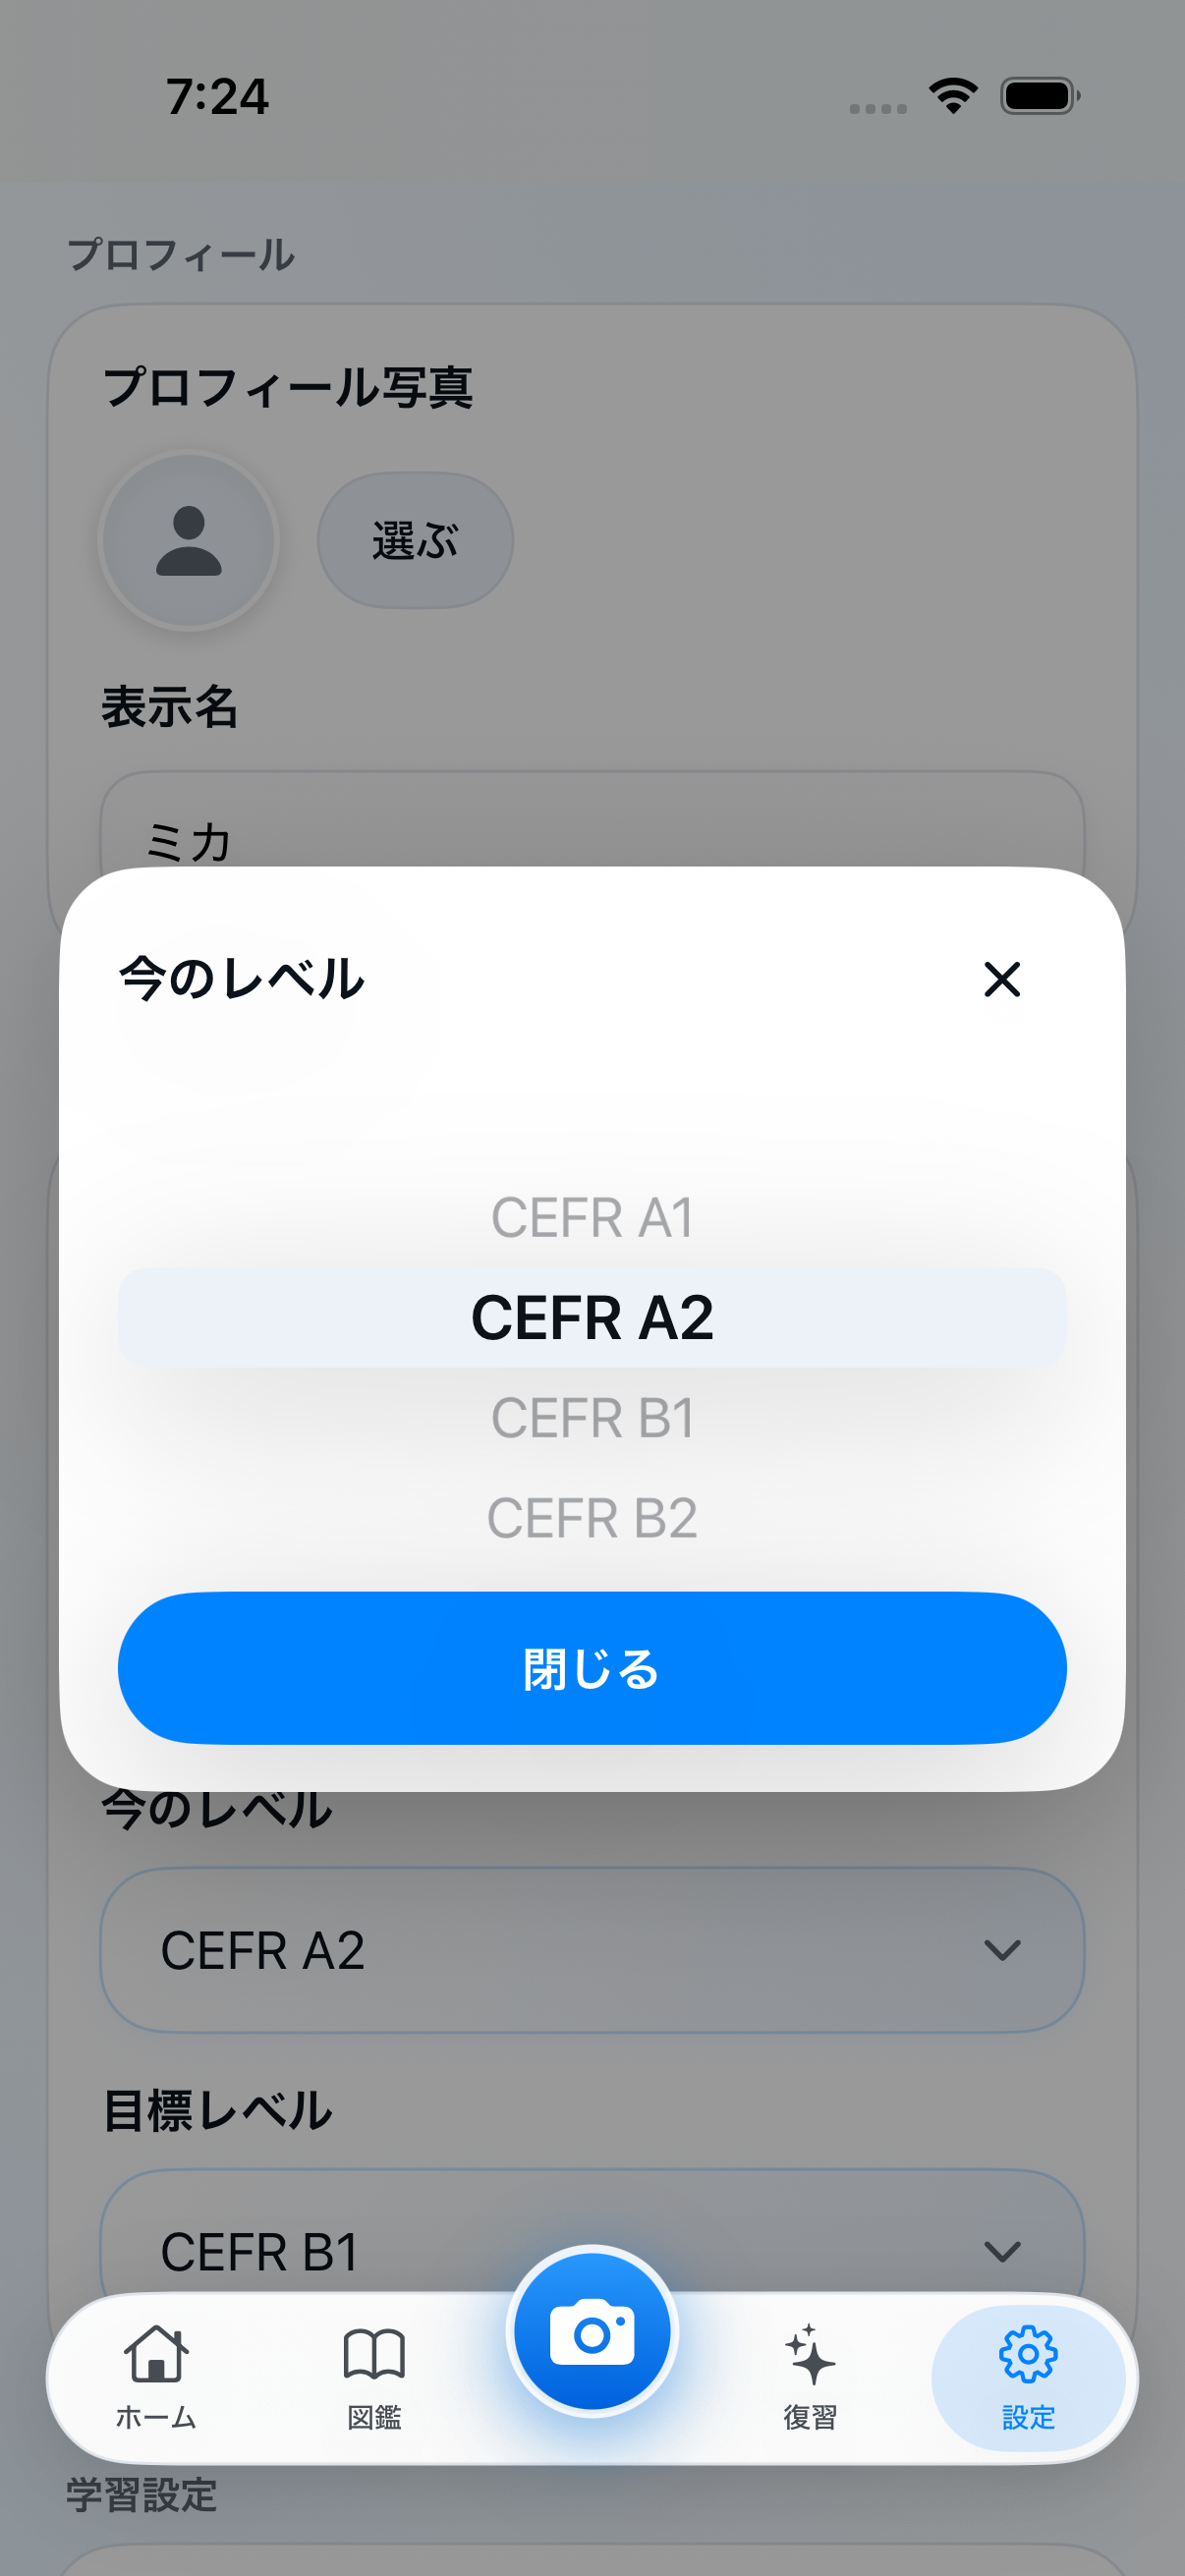 7:24
プロフィール
プロフィール写真
選ぶ
表示名
ミカ
今のレベル
CEFR A1
CEFR A2
CEFR B1
CEFR B2
閉じる
今のレベル
CEFR A2
目標レベル
CEFR B1
ホーム
図鑑
復習
設定
学習設定